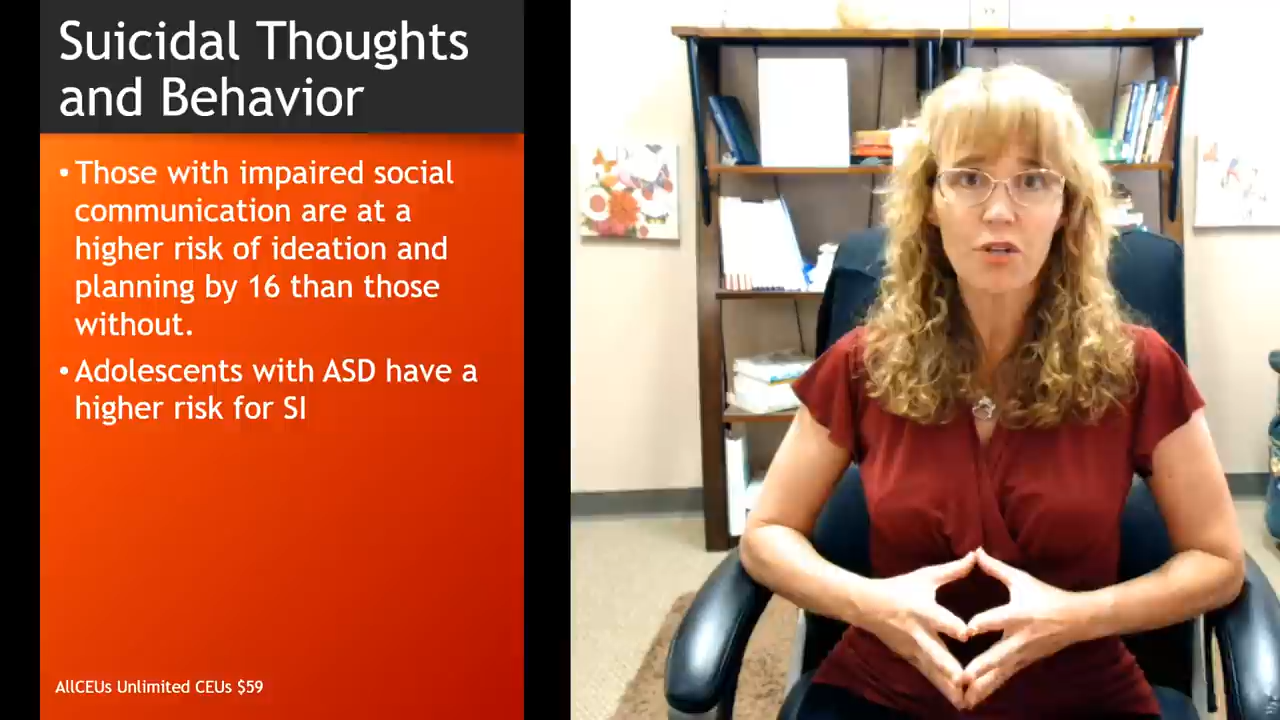 Suicidal Thoughts
and Behavior
• Those with impaired social
communication are at a
higher risk of ideation and
planning by 16 than those
without.
• Adolescents with ASD have a
higher risk for SI
AllCEUs Unlimited CEUs $59